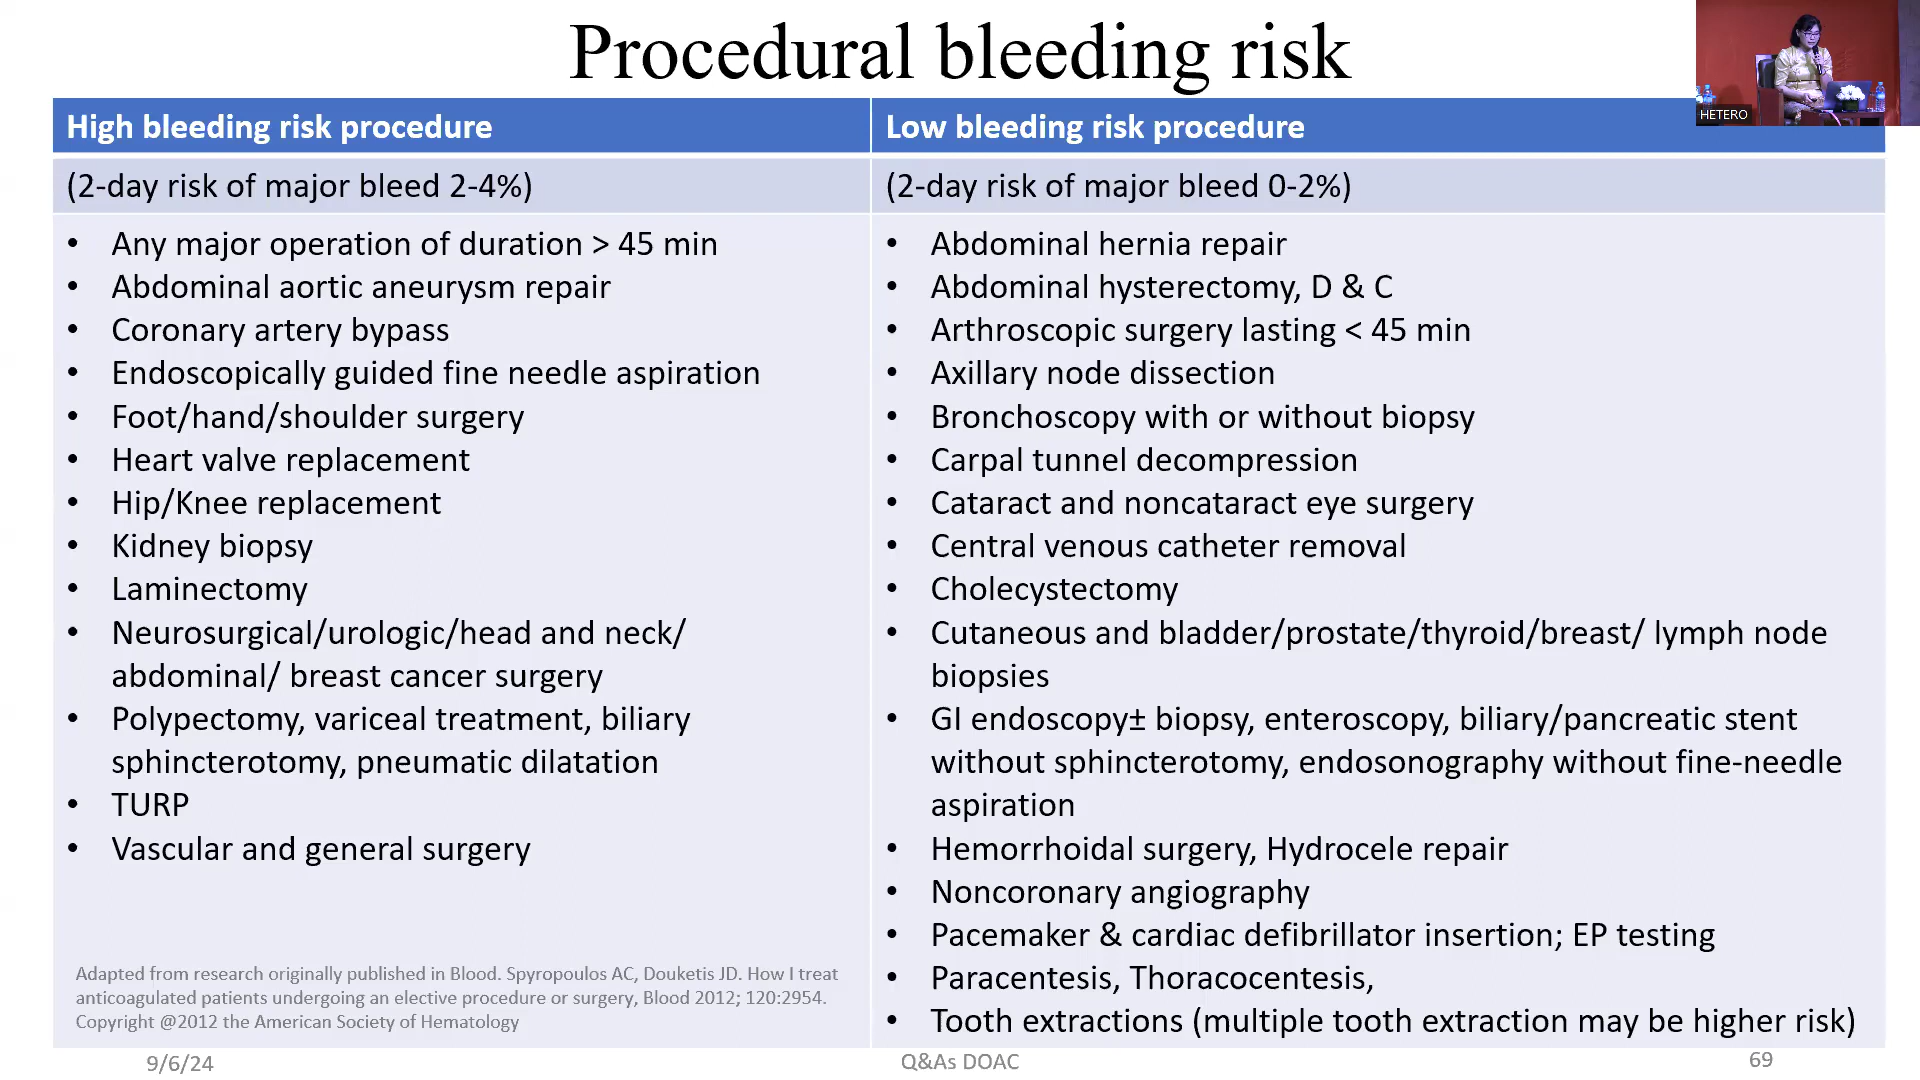 Procedural bleeding risk
HETERO
High bleeding risk procedure
(2-day risk of major bleed 2-4%)
• Any major operation of duration > 45 min
• Abdominal aortic aneurysm repair
• Coronary artery bypass
• Endoscopically guided fine needle aspiration
• Foot/hand/shoulder surgery
• Heart valve replacement
• Hip/Knee replacement
• Kidney biopsy
• Laminectomy
• Neurosurgical/urologic/head and neck/
abdominal/ breast cancer surgery
• Polypectomy, variceal treatment, biliary
sphincterotomy, pneumatic dilatation
• TURP
• Vascular and general surgery
Adapted from research originally published in Blood. Spyropoulos AC, Douketis JD. How I treat
anticoagulated patients undergoing an elective procedure or surgery, Blood 2012; 120:2954.
Copyright @2012 the American Society of Hematology
Low bleeding risk procedure
(2-day risk of major bleed 0-2%)
• Abdominal hernia repair
• Abdominal hysterectomy, D & C
• Arthroscopic surgery lasting < 45 min
• Axillary node dissection
• Bronchoscopy with or without biopsy
• Carpal tunnel decompression
• Cataract and noncataract eye surgery
• Central venous catheter removal
• Cholecystectomy
• Cutaneous and bladder/prostate/thyroid/breast/ lymph node
biopsies
• GI endoscopy± biopsy, enteroscopy, biliary/pancreatic stent
without sphincterotomy, endosonography without fine-needle
aspiration
• Hemorrhoidal surgery, Hydrocele repair
• Noncoronary angiography
• Pacemaker & cardiac defibrillator insertion; EP testing
• Paracentesis, Thoracocentesis,
• Tooth extractions (multiple tooth extraction may be higher risk)
9/6/24
Q&As DOAC
69